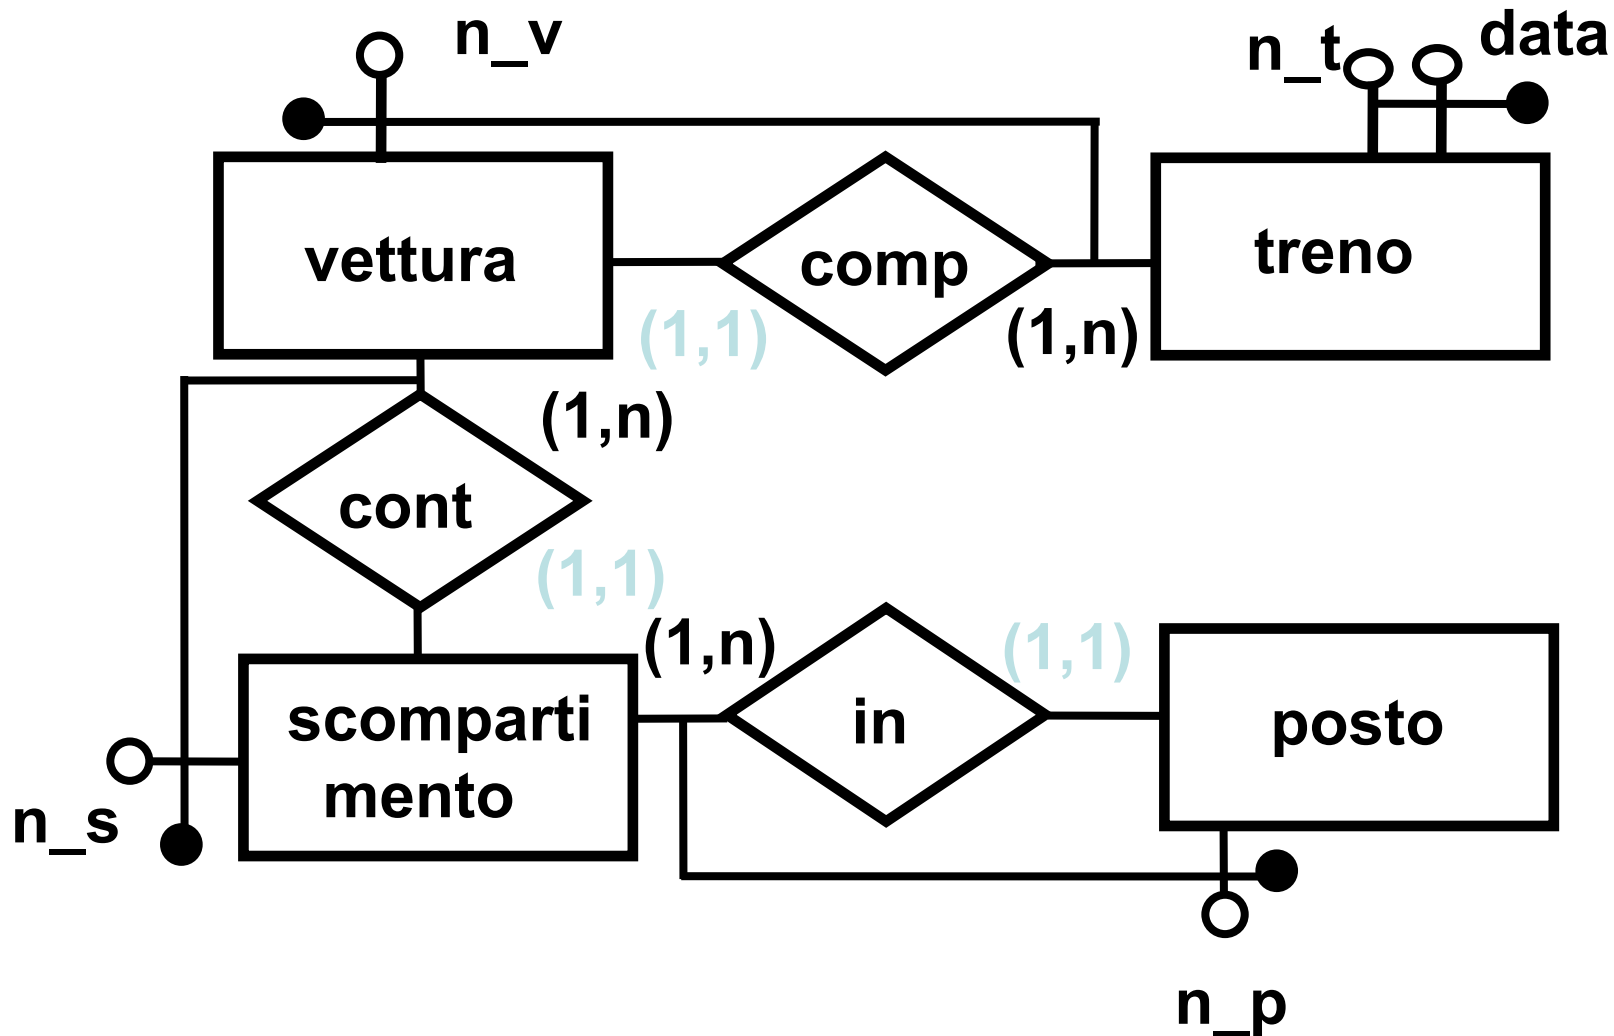 n_v
n_t
data
vettura
comp
treno
(1,1)
(1,n)
(1,n)
cont
(1,1)
(1,n)
(1,1)
scomparti
mento
in
posto
n_s
n_p